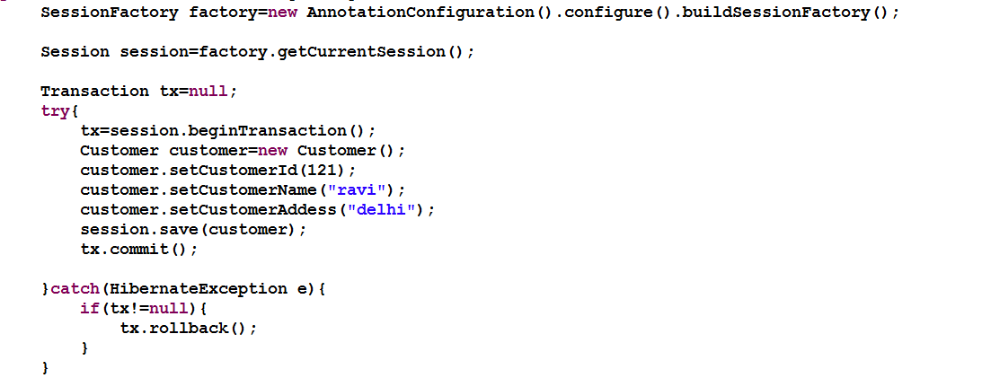 SessionFactory factory=new AnnotationConfiguration().configure().buildSessionFactory();
Session session=factory.getCurrentSession();
Transaction tx=null;
try{
tx=session.beginTransaction();
Customer customer=new Customer();
customer.setCustomerId(121);
customer.setCustomerName("ravi");
customer.setCustomerAddess("delhi");
session.save(customer);
tx.commit();
}catch(HibernateException e){
if(tx!=null){
tx.rollback();
}
}